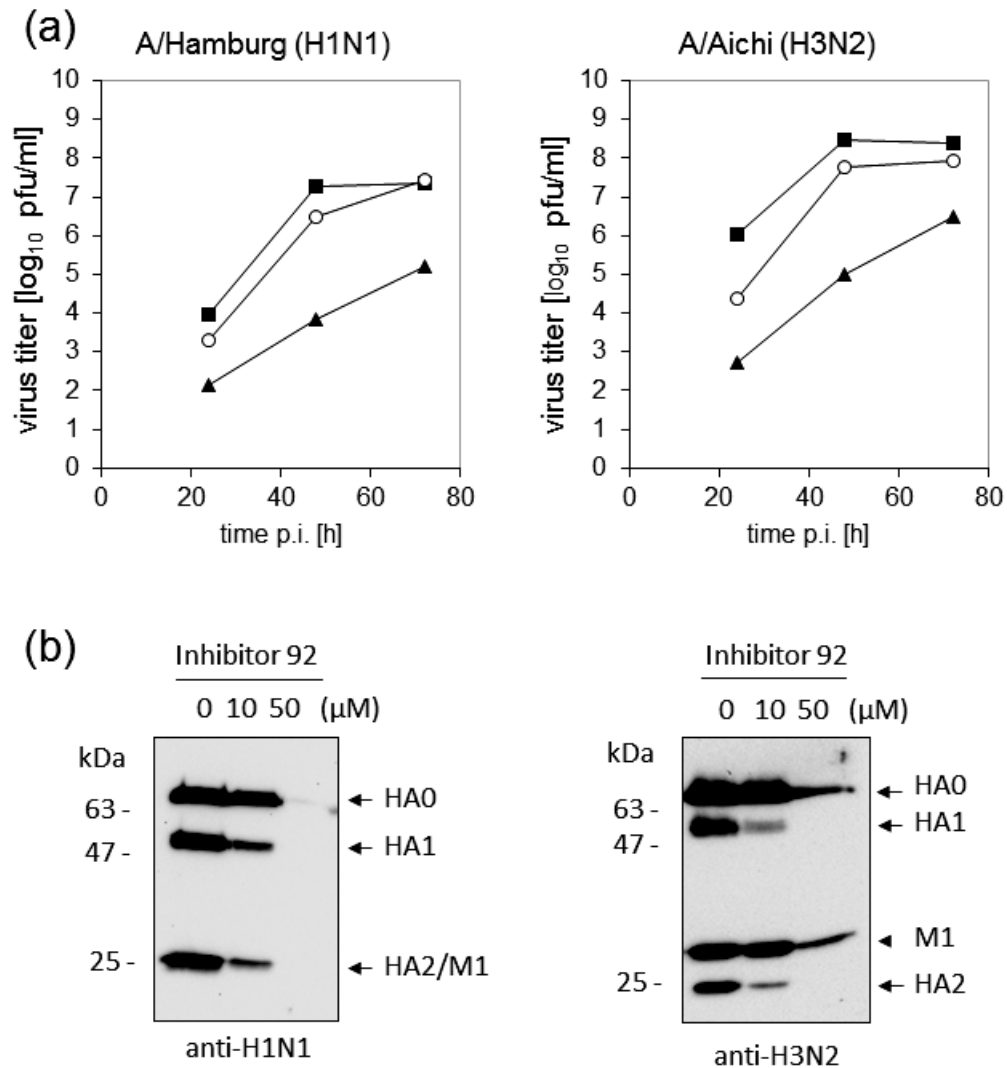 (a)
A/Hamburg (H1N1)
A/Aichi (H3N2)
virus titer [log10 pfu/ml]
10
9
8
7
6
5
4
3
2
1
0
0 20 40 60 80
time p.i. [h]
virus titer [log10 pfu/ml]
10
9
8
7
6
5
4
3
2
1
0
0 20 40 60 80
time p.i. [h]
(b)
Inhibitor 92
0 10 50 (μM)
kDa
63 -
47 -
25 -
HA0
HA1
HA2/M1
anti-H1N1
Inhibitor 92
0 10 50 (μM)
kDa
63 -
47 -
25 -
HA0
HA1
M1
HA2
anti-H3N2